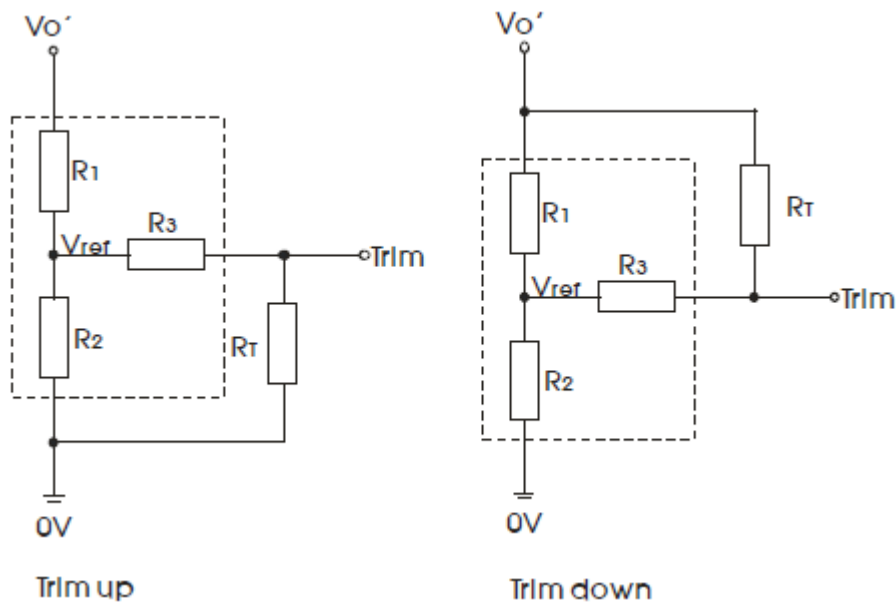 Vo´
R1
R3
Vref
Trim
R2
RT
0V
Trim up
Vo´
R1
RT
R3
Vref
Trim
R2
0V
Trim down